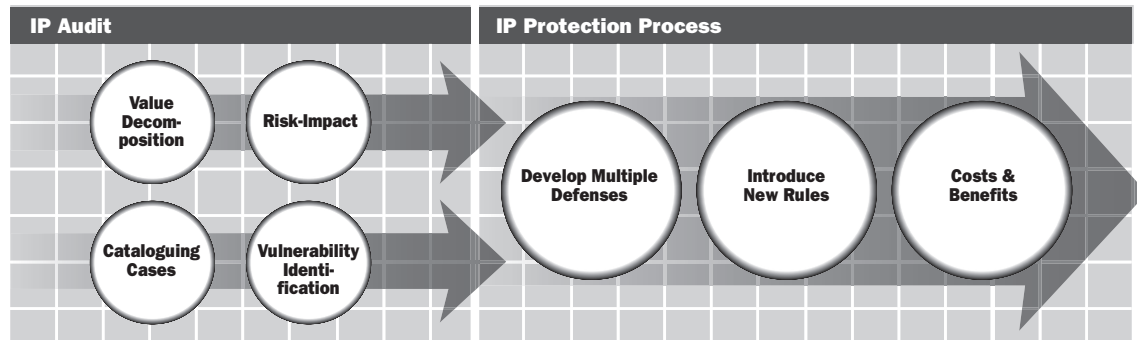 IP Audit
IP Protection Process
Value
Decom-
position
Risk-Impact
Cataloguing
Cases
Vulnerability
Identi-
fication
Develop Multiple
Defenses
Introduce
New Rules
Costs &
Benefits